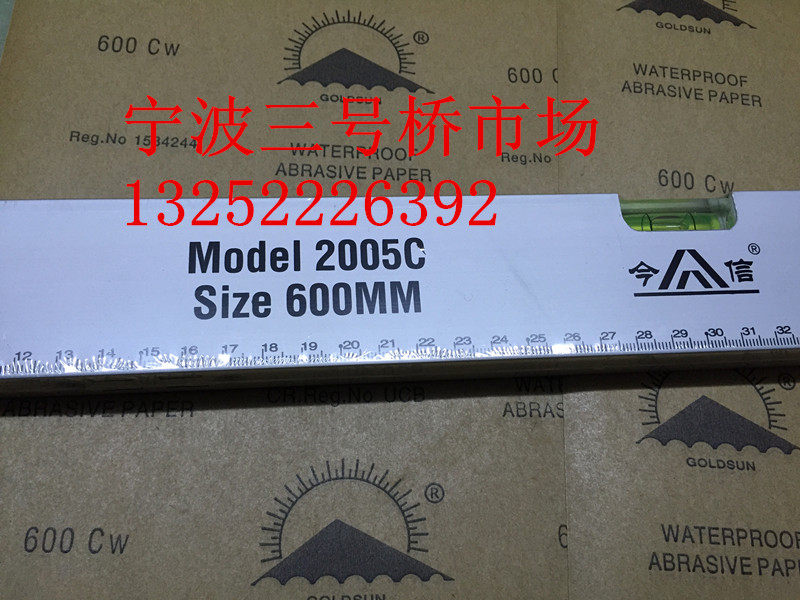 600 Cw
®
GOLDSUN
600 C
GOLDSUN
WATERPROOF
ABRASIVE PAPER
宁波三号桥市场
Reg.No 1534244
WATERPROOF
ABRASIVE PAPER
Reg.No
600 Cw
13252226392
Model 2005C
Size 600MM
今 信 ®
12 13 14 15 16 17 18 19 20 21 22 23 24 25 26 27 28 29 30 31 32
ABRASIVE PAPER
CR.Reg.No UCB
ABRAS
GOLDSUN
600 Cw
®
GOLDSUN
WATERPROOF
ABRASIVE PAP